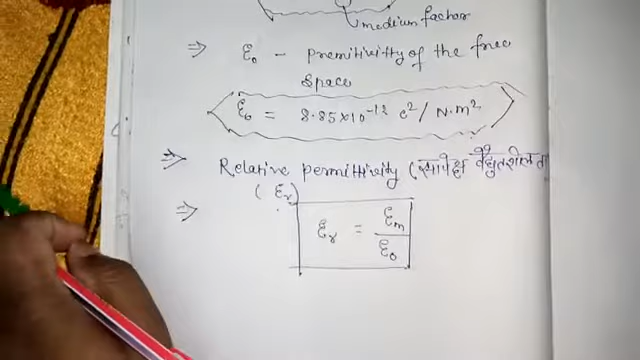 medium factor
⇒ ε₀ - premitivitty of the free
space
ε₀ = 8.85×10⁻¹² c²/N.m²
⇒ Relative permittivity (सापेक्ष वैद्युतशीलता
(εᵣ)
⇒ εᵣ = εm/ε₀